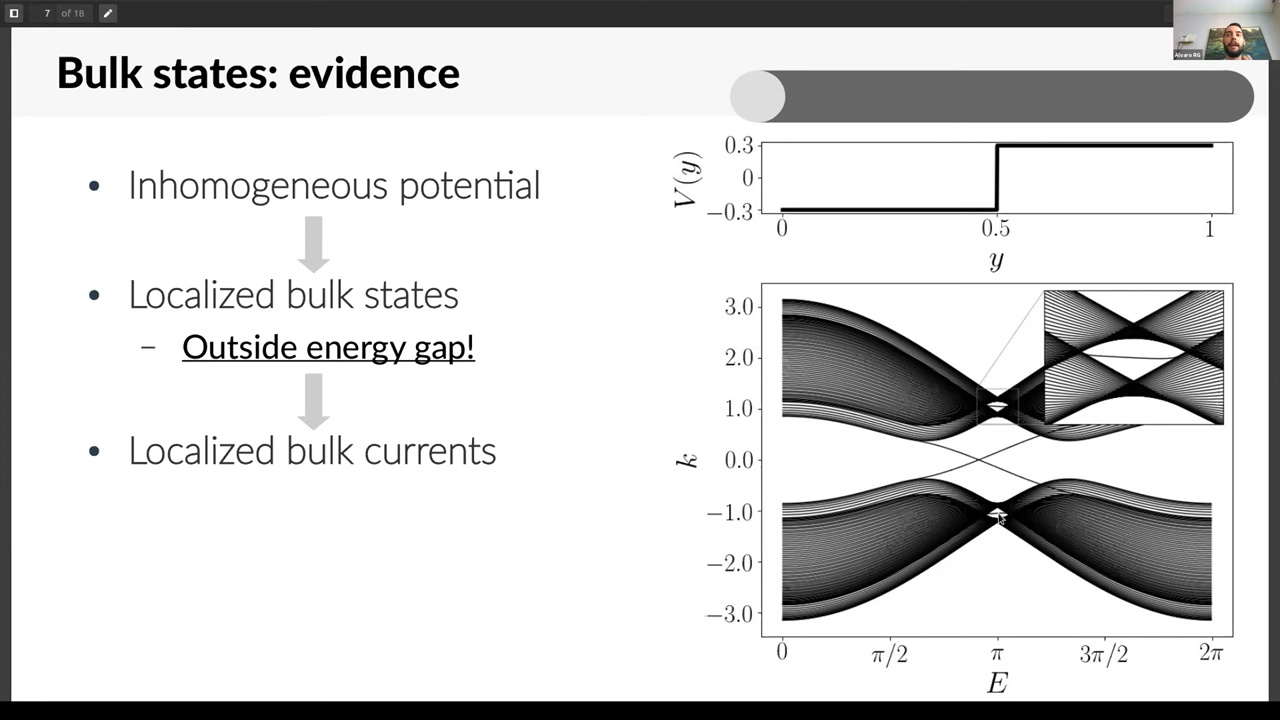 7 of 18
Alvaro RG
Bulk states: evidence
• Inhomogeneous potential
• Localized bulk states
– Outside energy gap!
• Localized bulk currents
V(y)
0.3
0
−0.3
0 0.5 1
y
k
3.0
2.0
1.0
0.0
−1.0
−2.0
−3.0
0 π/2 π 3π/2 2π
E